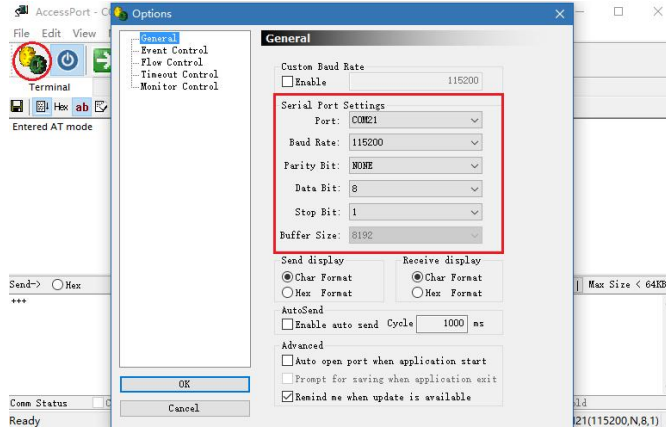 AccessPort - C
Options
File Edit View
Terminal
Hex ab
Entered AT mode
Send-> Hex
+++
Comm Status
Ready
General
Event Control
Flow Control
Timeout Control
Monitor Control
OK
Cancel
General
Custom Baud Rate
Enable 115200
Serial Port Settings
Port: COM21
Baud Rate: 115200
Parity Bit: NONE
Data Bit: 8
Stop Bit: 1
Buffer Size: 8192
Send display
Char Format
Hex Format
Receive display
Char Format
Hex Format
AutoSend
Enable auto send Cycle 1000 ms
Advanced
Auto open port when application start
Prompt for saving when application exit
Remind me when update is available
Max Size < 64KB
21(115200,N,8,1)